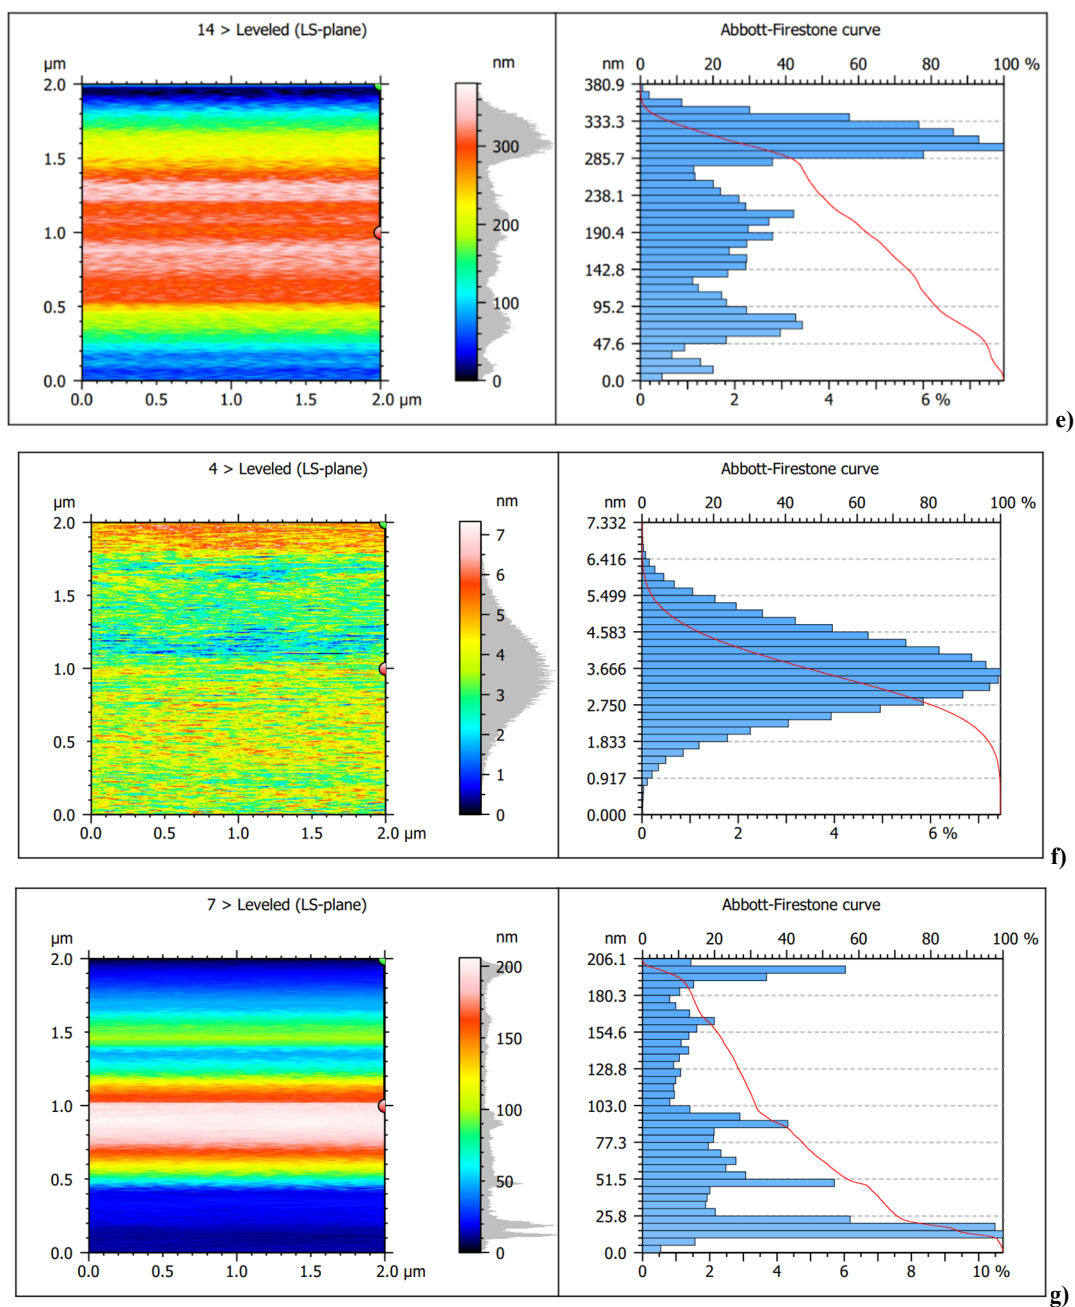 14 > Leveled (LS-plane)
Abbott-Firestone curve
µm
nm
nm 0 20 40 60 80 100 %
2.0
1.5
1.0
0.5
0.0
0.0 0.5 1.0 1.5 2.0 µm
300
200
100
0
380.9
333.3
285.7
238.1
190.4
142.8
95.2
47.6
0.0
0 2 4 6 %
e)
4 > Leveled (LS-plane)
Abbott-Firestone curve
µm
nm
nm 0 20 40 60 80 100 %
2.0
1.5
1.0
0.5
0.0
0.0 0.5 1.0 1.5 2.0 µm
7
6
5
4
3
2
1
0
7.332
6.416
5.499
4.583
3.666
2.750
1.833
0.917
0.000
0 2 4 6 %
f)
7 > Leveled (LS-plane)
Abbott-Firestone curve
µm
nm
nm 0 20 40 60 80 100 %
2.0
1.5
1.0
0.5
0.0
0.0 0.5 1.0 1.5 2.0 µm
200
150
100
50
0
206.1
180.3
154.6
128.8
103.0
77.3
51.5
25.8
0.0
0 2 4 6 8 10 %
g)